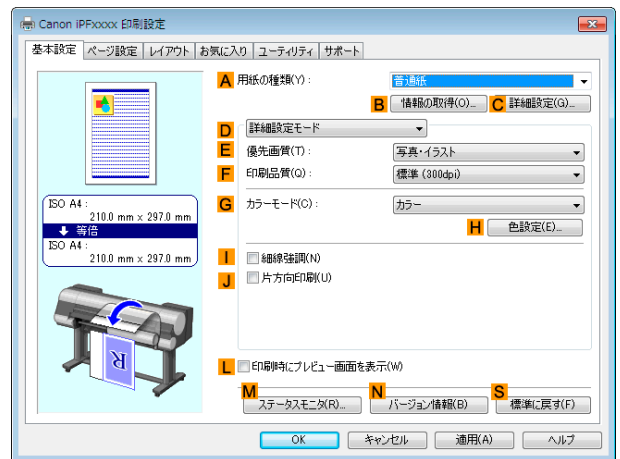 Canon iPFxxxx 印刷設定
基本設定 ページ設定 レイアウト お気に入り ユーティリティ サポート
A 用紙の種類(Y): 普通紙
B 情報の取得(O)... C 詳細設定(G)...
D 詳細設定モード
E 優先画質(T): 写真・イラスト
F 印刷品質(Q): 標準 (300dpi)
ISO A4 :
210.0 mm × 297.0 mm
等倍
ISO A4 :
210.0 mm × 297.0 mm
G カラーモード(C): カラー
H 色設定(E)...
I 細線強調(N)
J 片方向印刷(U)
R
L 印刷時にプレビュー画面を表示(W)
M ステータスモニタ(R)... N バージョン情報(B) S 標準に戻す(F)
OK キャンセル 適用(A) ヘルプ